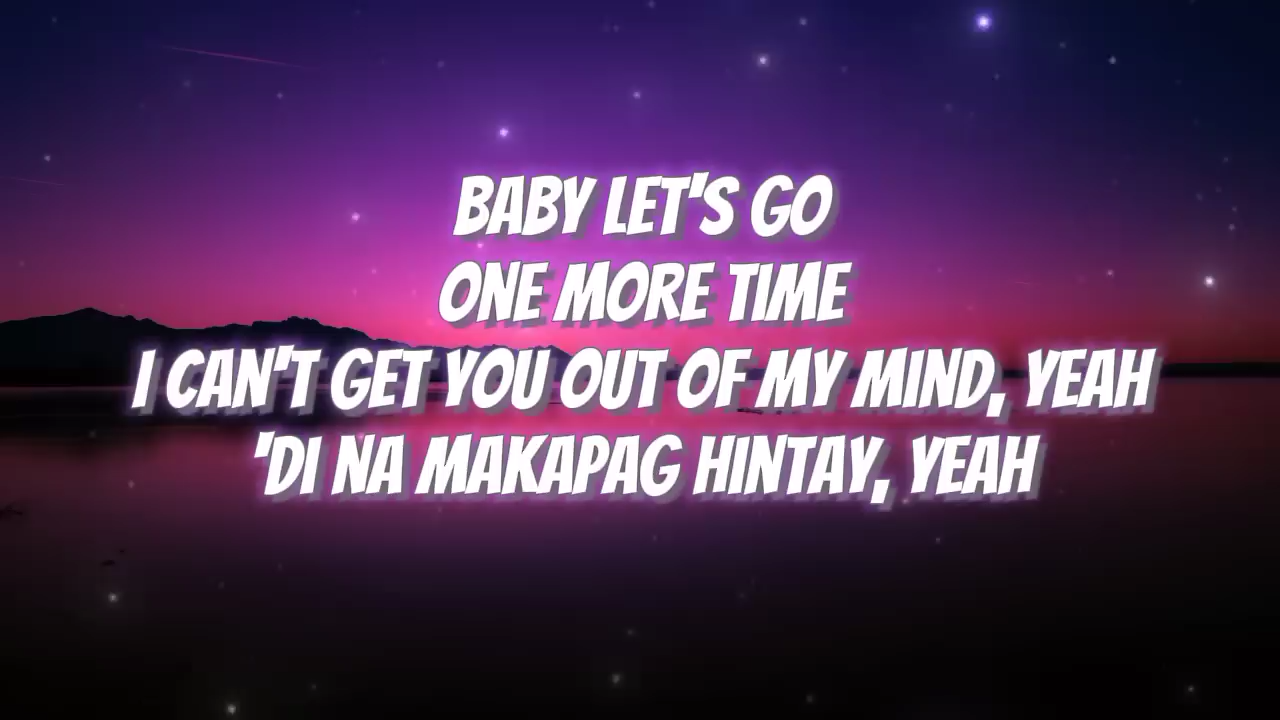 BABY LET'S GO
ONE MORE TIME
I CAN'T GET YOU OUT OF MY MIND, YEAH
'DI NA MAKAPAG HINTAY, YEAH